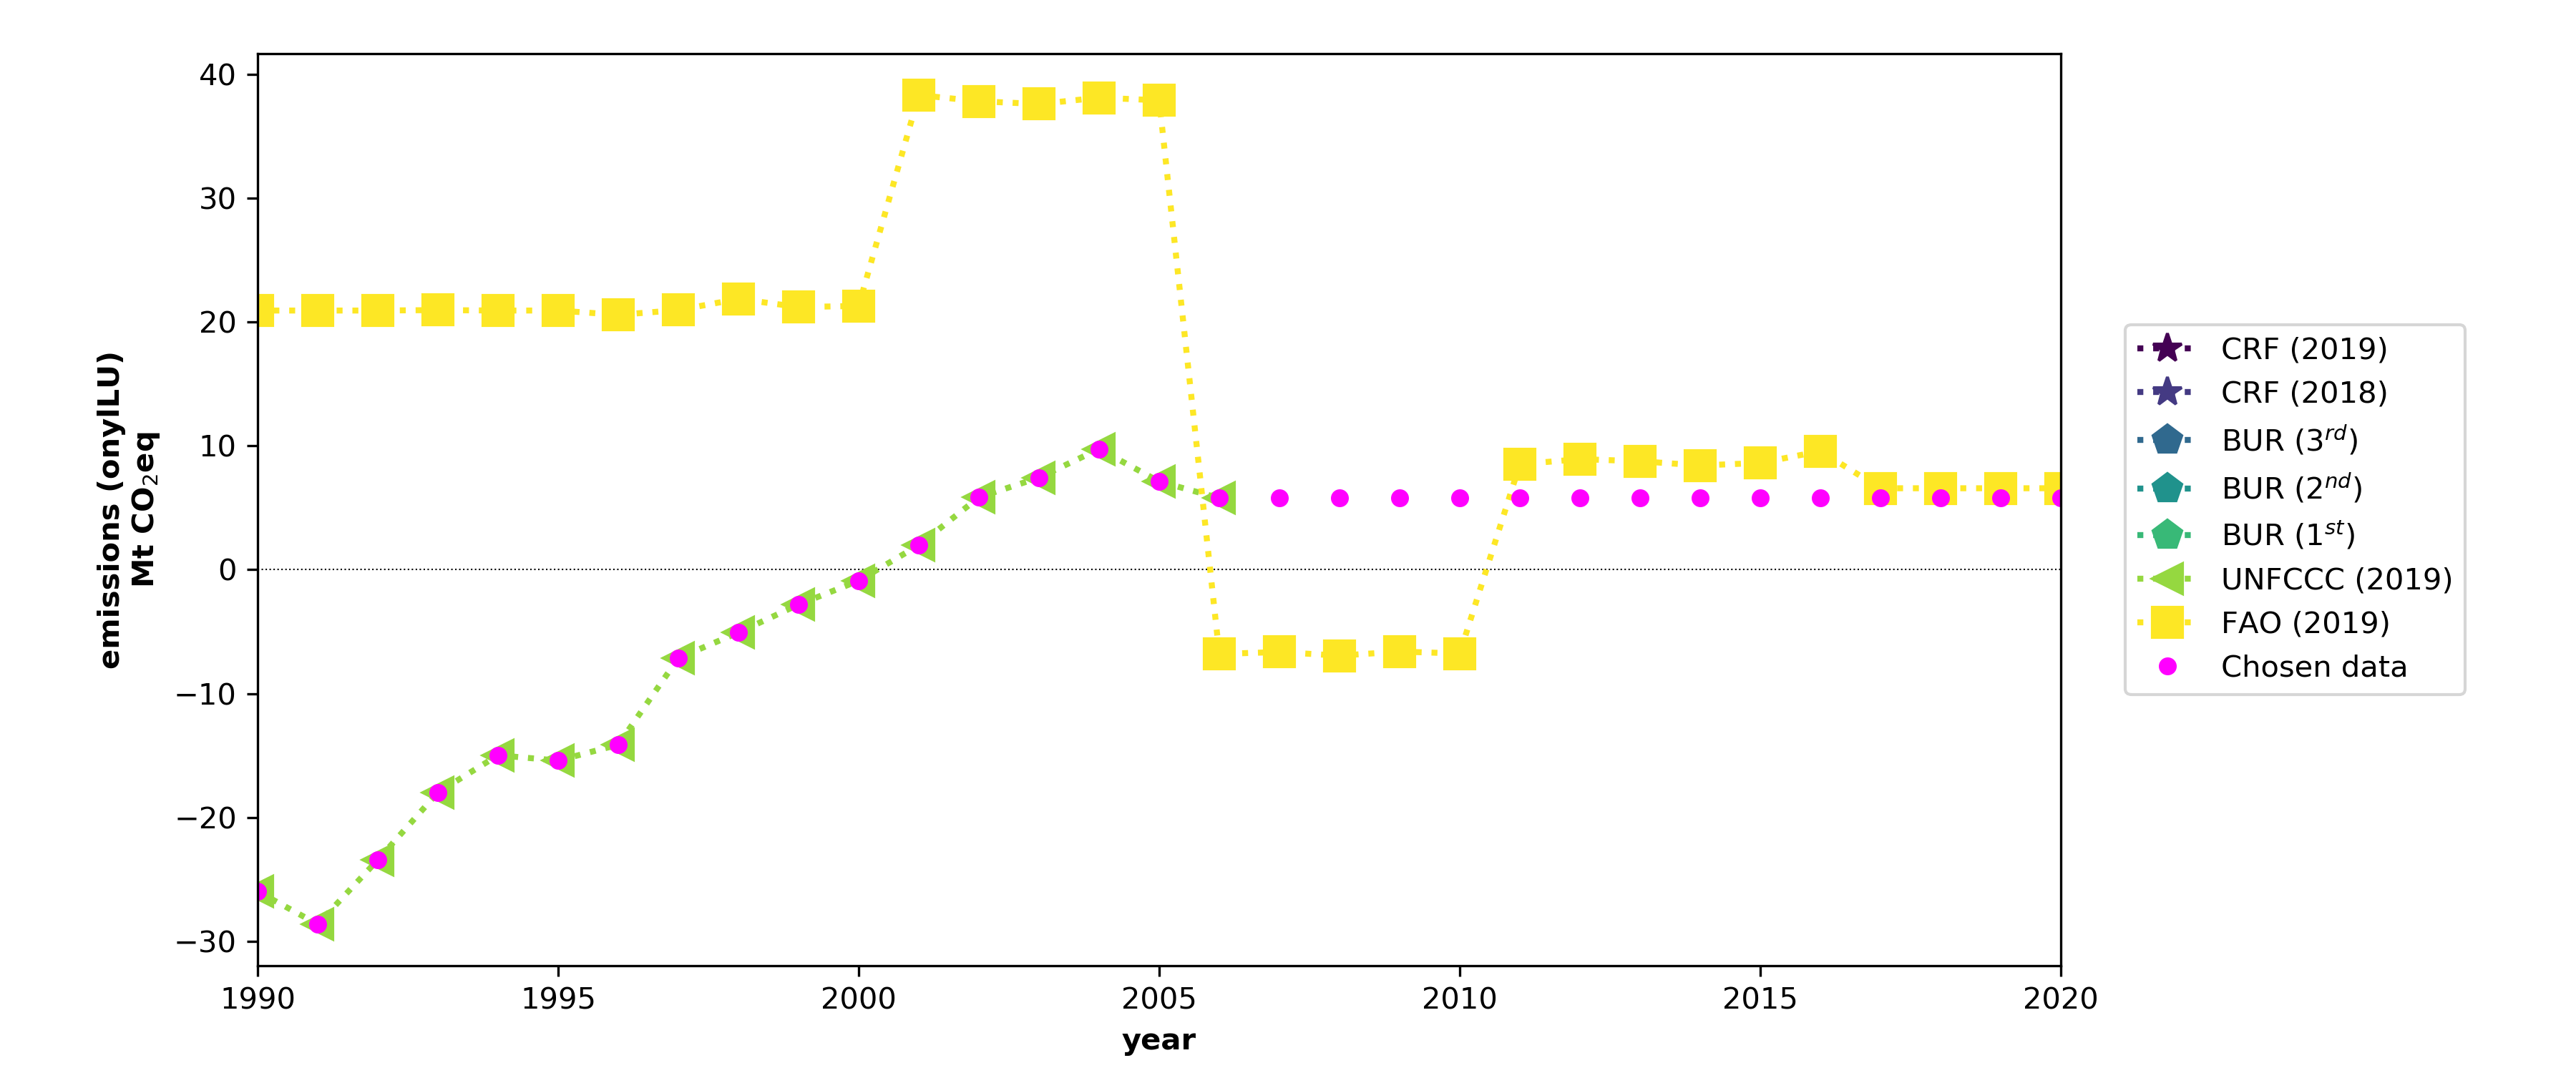 40
30
20
10
0
−10
−20
−30
emissions (onylLU)
Mt CO₂eq
1990
1995
2000
2005
2010
2015
2020
year
CRF (2019)
CRF (2018)
BUR (3ʳᵈ)
BUR (2ⁿᵈ)
BUR (1ˢᵗ)
UNFCCC (2019)
FAO (2019)
Chosen data